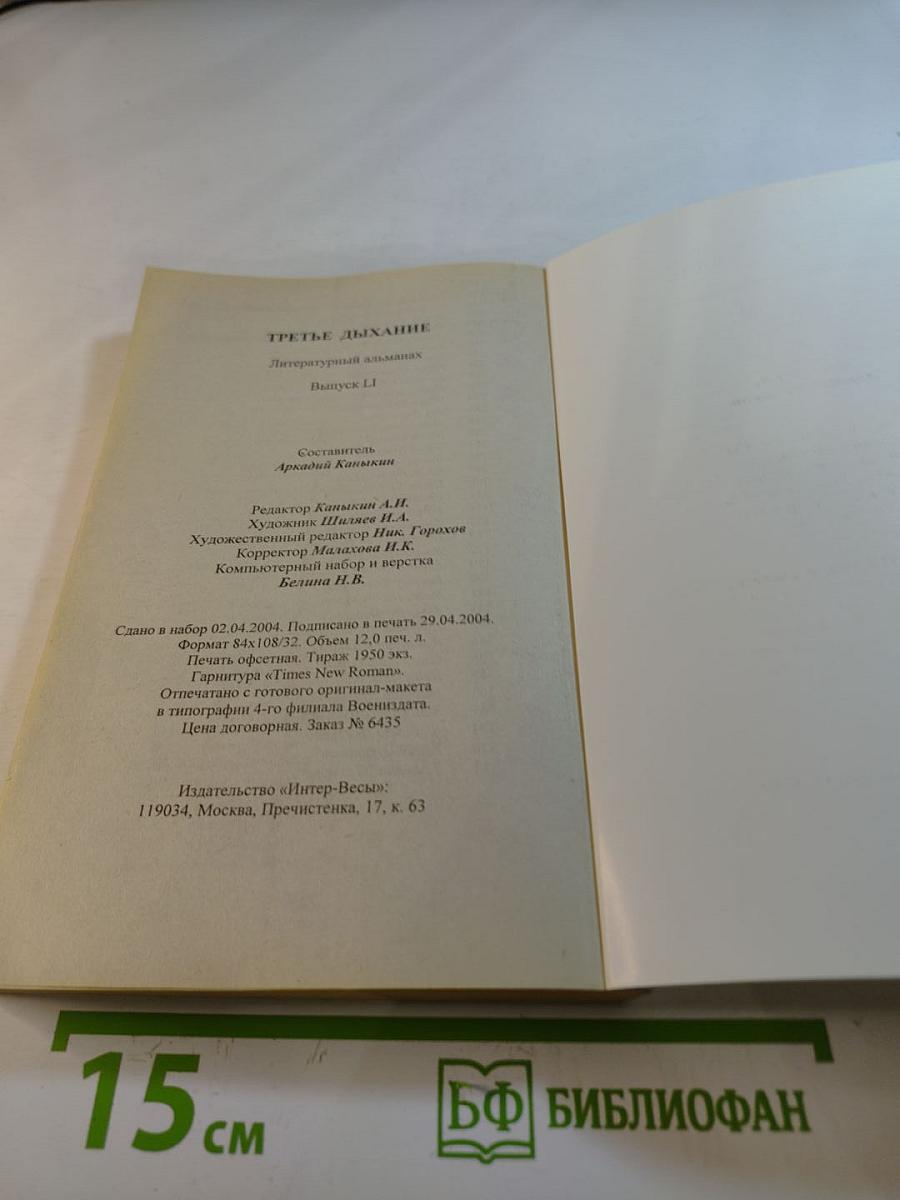 ТРЕТЬЕ ДЫХАНИЕ
Литературный альманах
Выпуск LI
Составитель
Аркадий Каныкин
Редактор Каныкин А.И.
Художник Шиляев И.А.
Художественный редактор Ник. Горохов
Корректор Малахова И.К.
Компьютерный набор и верстка
Белина Н.В.
Сдано в набор 02.04.2004. Подписано в печать 29.04.2004.
Формат 84х108/32. Объем 12,0 печ. л.
Печать офсетная. Тираж 1950 экз.
Гарнитура «Times New Roman».
Отпечатано с готового оригинал-макета
в типографии 4-го филиала Воениздата.
Цена договорная. Заказ № 6435
Издательство «Интер-Весы»:
119034, Москва, Пречистенка, 17, к. 63
15 см
БФ БИБЛИОФАН